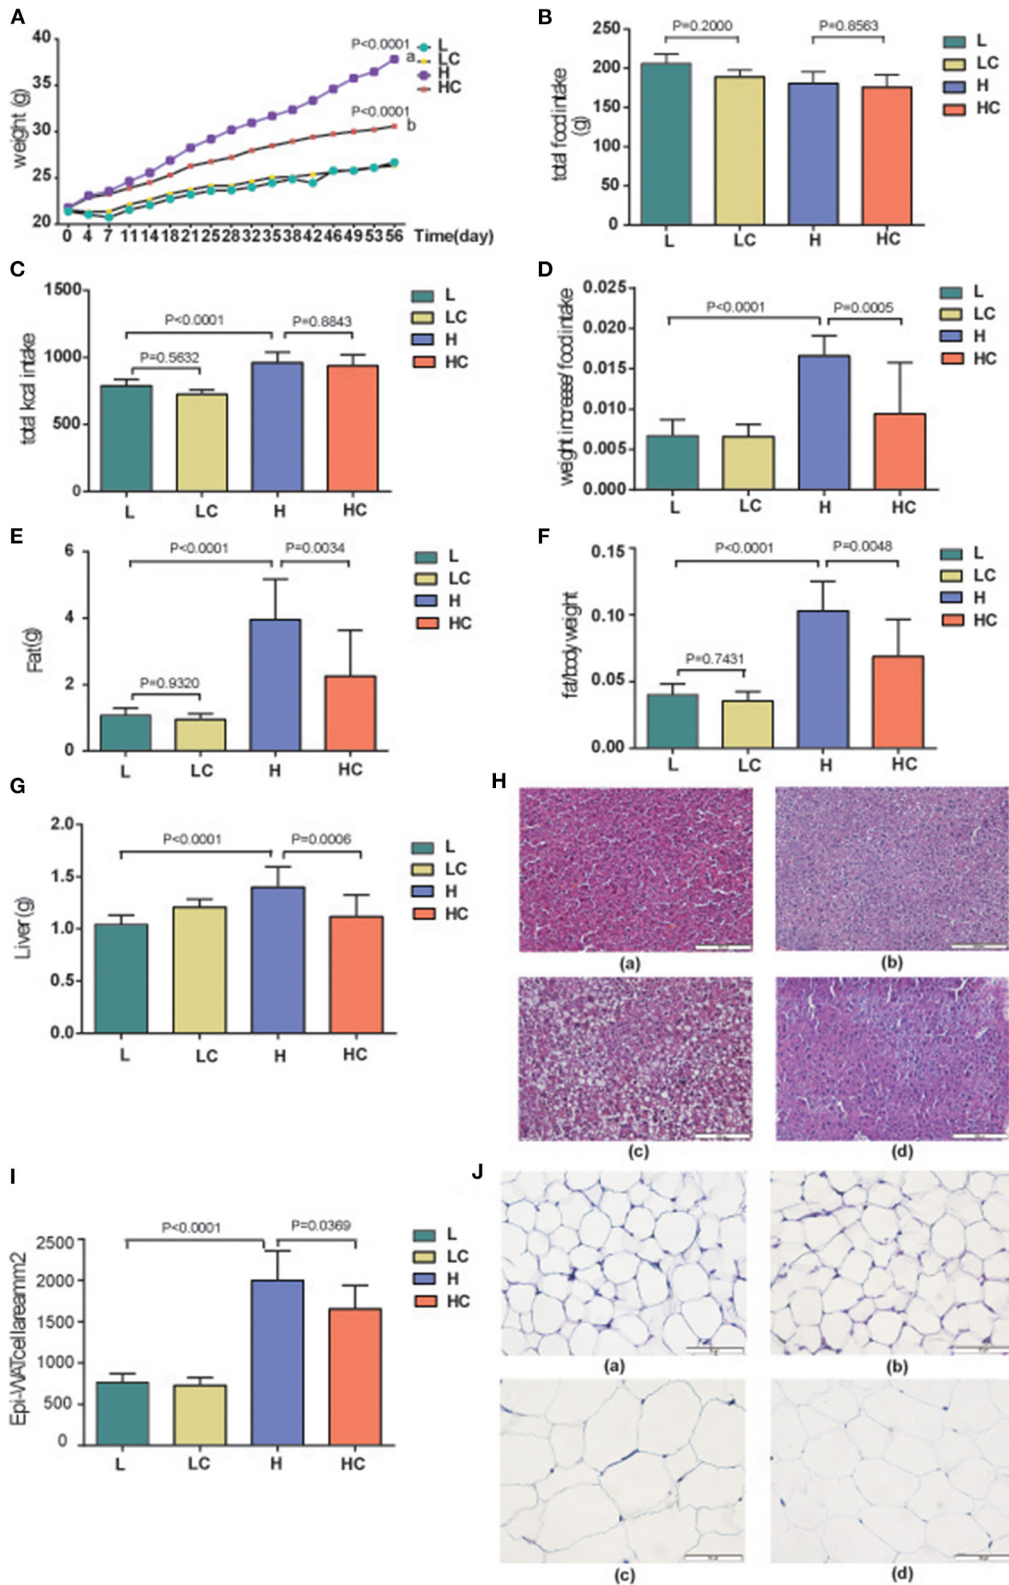 A
weight (g)
40
35
30
25
20
P<0.0001
a
P<0.0001
b
L
LC
H
HC
0 4 7 11 14 18 21 25 28 32 35 38 42 46 49 53 56 Time(day)
B
total food intake
(g)
250
200
150
100
50
0
P=0.2000
P=0.8563
L LC H HC
L
LC
H
HC
C
total kcal intake
1500
1000
500
0
P<0.0001
P=0.8843
P=0.5632
L LC H HC
L
LC
H
HC
D
weight increase/ food intake
0.025
0.020
0.015
0.010
0.005
0.000
P<0.0001
P=0.0005
L LC H HC
L
LC
H
HC
E
Fat(g)
6
4
2
0
P<0.0001
P=0.0034
P=0.9320
L LC H HC
L
LC
H
HC
F
fat/body weight
0.15
0.10
0.05
0.00
P<0.0001
P=0.0048
P=0.7431
L LC H HC
L
LC
H
HC
G
Liver (g)
2.0
1.5
1.0
0.5
0.0
P<0.0001
P=0.0006
L LC H HC
L
LC
H
HC
H
(a)
(b)
(c)
(d)
I
Epi-WATcellareamm2
2500
2000
1500
1000
500
0
P<0.0001
P=0.0369
L LC H HC
L
LC
H
HC
J
(a)
(b)
(c)
(d)